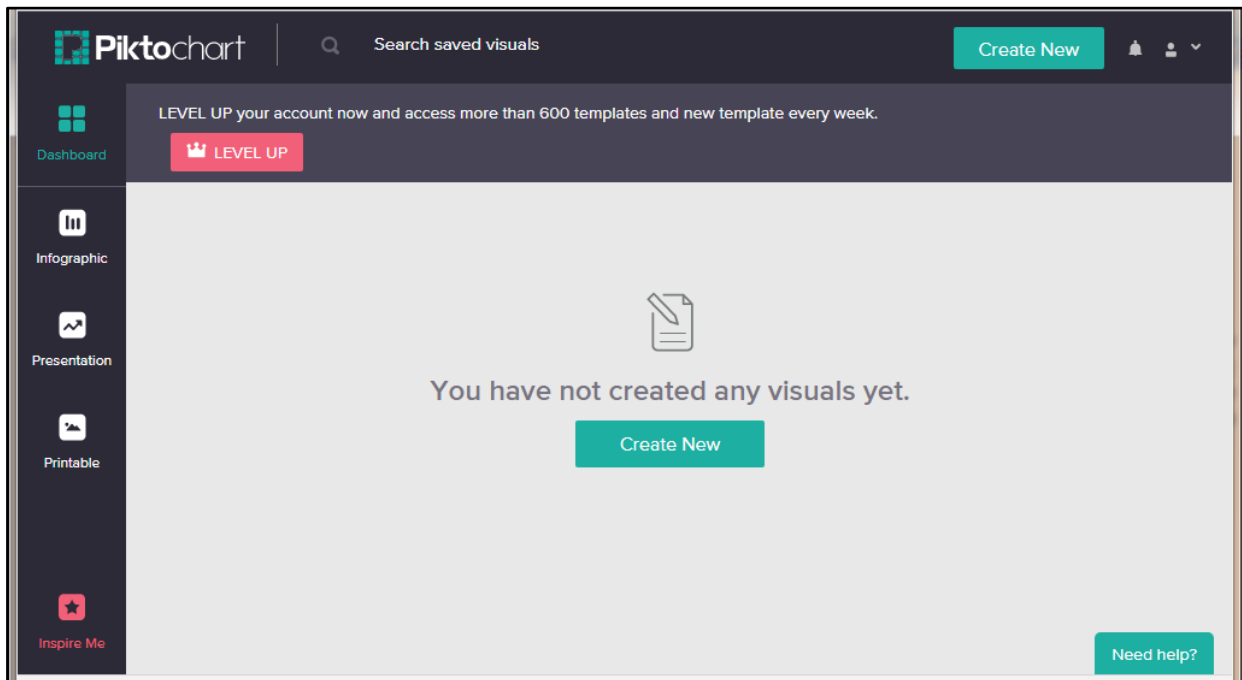 Piktochart
Search saved visuals
Create New
LEVEL UP your account now and access more than 600 templates and new template every week.
LEVEL UP
Dashboard
Infographic
Presentation
Printable
Inspire Me
You have not created any visuals yet.
Create New
Need help?